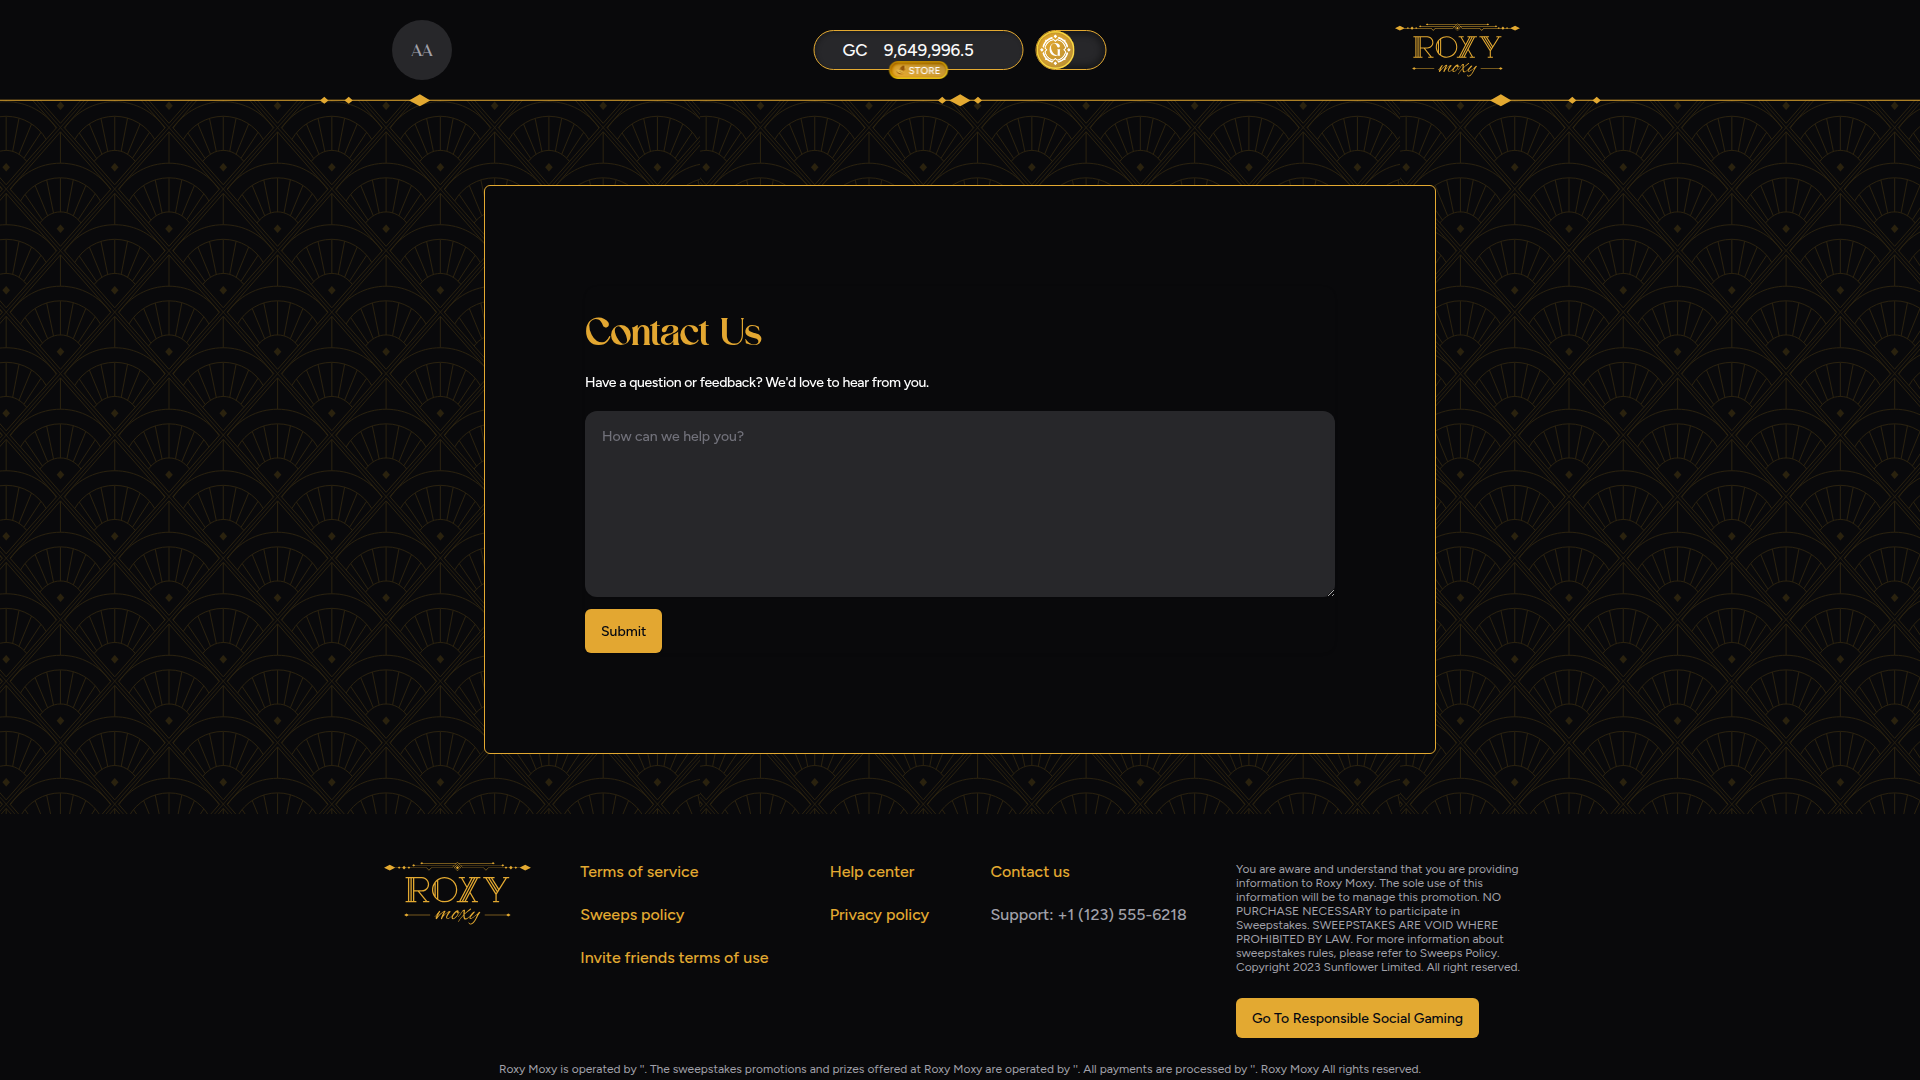 AA
GC 9,649,996.5
STORE
ROXY
moxy
Contact Us
Have a question or feedback? We'd love to hear from you.
How can we help you?
Submit
ROXY
moxy
Terms of service
Sweeps policy
Invite friends terms of use
Help center
Privacy policy
Contact us
Support: +1 (123) 555-6218
You are aware and understand that you are providing
information to Roxy Moxy. The sole use of this
information will be to manage this promotion. NO
PURCHASE NECESSARY to participate in
Sweepstakes. SWEEPSTAKES ARE VOID WHERE
PROHIBITED BY LAW. For more information about
sweepstakes rules, please refer to Sweeps Policy.
Copyright 2023 Sunflower Limited. All right reserved.
Go To Responsible Social Gaming
Roxy Moxy is operated by ''. The sweepstakes promotions and prizes offered at Roxy Moxy are operated by ''. All payments are processed by ''. Roxy Moxy All rights reserved.